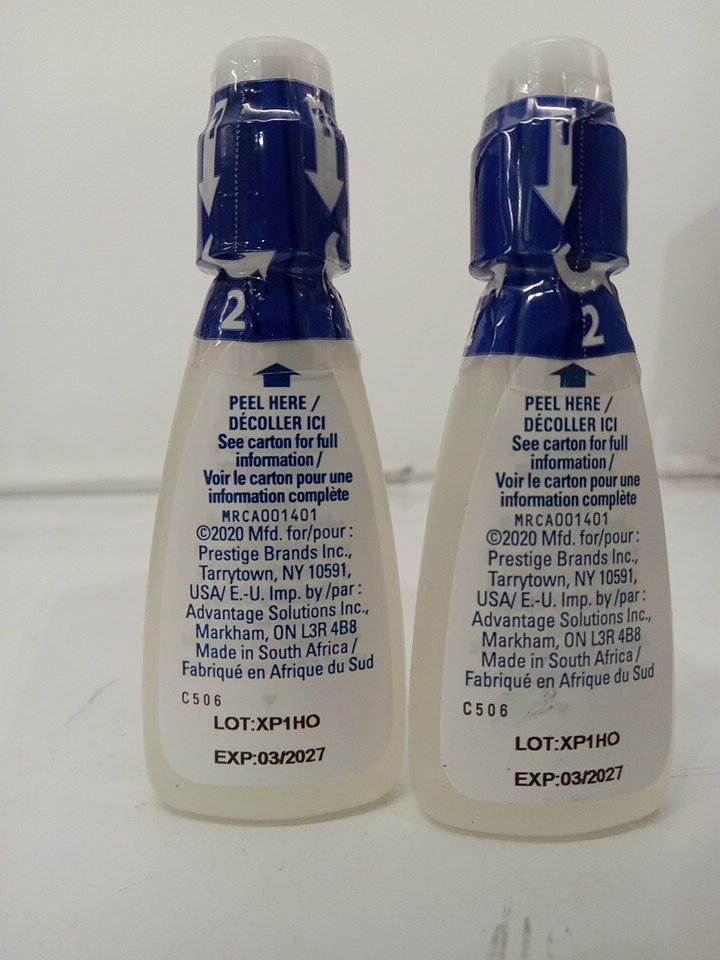 2
PEEL HERE /
DÉCOLLER ICI
See carton for full
information /
Voir le carton pour une
information complète
MRCA001401
©2020 Mfd. for/pour :
Prestige Brands Inc.,
Tarrytown, NY 10591,
USA/ E.-U. Imp. by /par :
Advantage Solutions Inc.,
Markham, ON L3R 4B8
Made in South Africa /
Fabriqué en Afrique du Sud
C506
LOT:XP1HO
EXP:03/2027
2
PEEL HERE /
DÉCOLLER ICI
See carton for full
information /
Voir le carton pour une
information complète
MRCA001401
©2020 Mfd. for/pour :
Prestige Brands Inc.,
Tarrytown, NY 10591,
USA/ E.-U. Imp. by /par :
Advantage Solutions Inc.,
Markham, ON L3R 4B8
Made in South Africa /
Fabriqué en Afrique du Sud
C506
LOT:XP1HO
EXP:03/2027